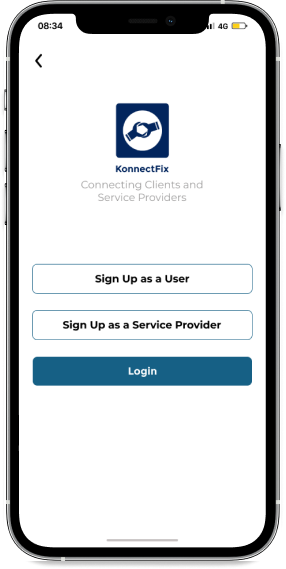 08:34
4G
KonnectFix
Connecting Clients and
Service Providers
Sign Up as a User
Sign Up as a Service Provider
Login